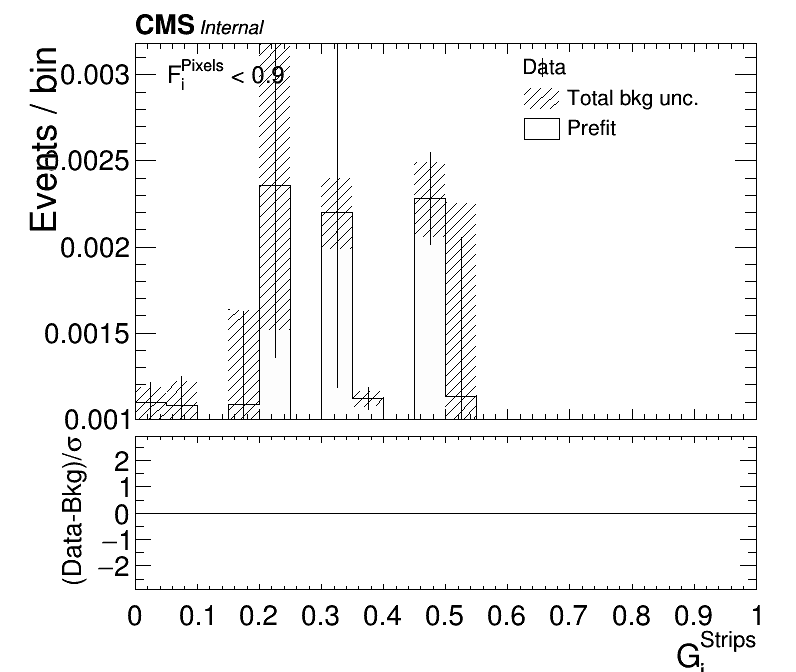 CMS Internal
F_i^Pixels < 0.9
Data
Total bkg unc.
Prefit
Events / bin
0.003
0.0025
0.002
0.0015
0.001
(Data-Bkg)/σ
2
1
0
−1
−2
0 0.1 0.2 0.3 0.4 0.5 0.6 0.7 0.8 0.9 1
G_i^Strips